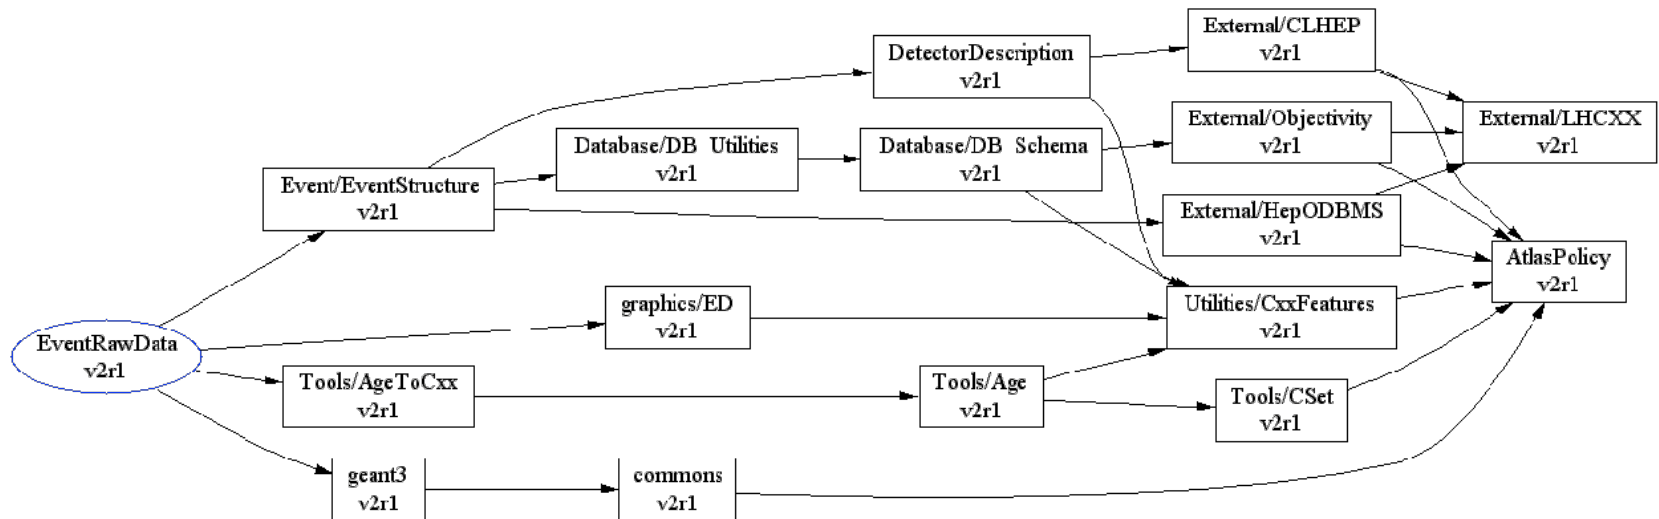 External/CLHEP
v2r1
DetectorDescription
v2r1
External/Objectivity
v2r1
External/LHCXX
v2r1
Database/DB Utilities
v2r1
Database/DB Schema
v2r1
Event/EventStructure
v2r1
External/HepODBMS
v2r1
AtlasPolicy
v2r1
graphics/ED
v2r1
Utilities/CxxFeatures
v2r1
EventRawData
v2r1
Tools/AgeToCxx
v2r1
Tools/Age
v2r1
Tools/CSet
v2r1
geant3
v2r1
commons
v2r1